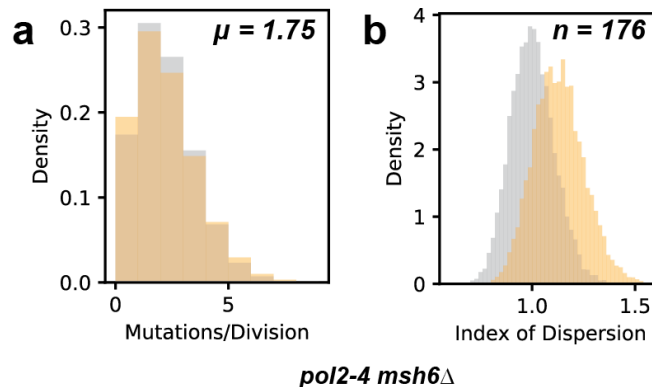 a
μ = 1.75
0.3
0.2
0.1
0.0
Density
0
5
Mutations/Division
b
n = 176
4
3
2
1
0
Density
1.0
1.5
Index of Dispersion
pol2-4 msh6Δ